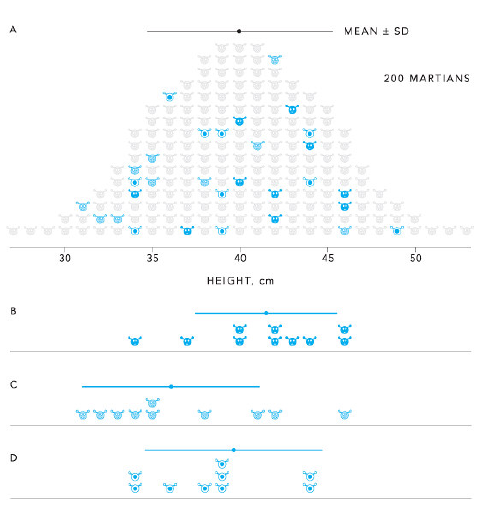 A
MEAN ± SD
200 MARTIANS
30 35 40 45 50
HEIGHT, cm
B
C
D